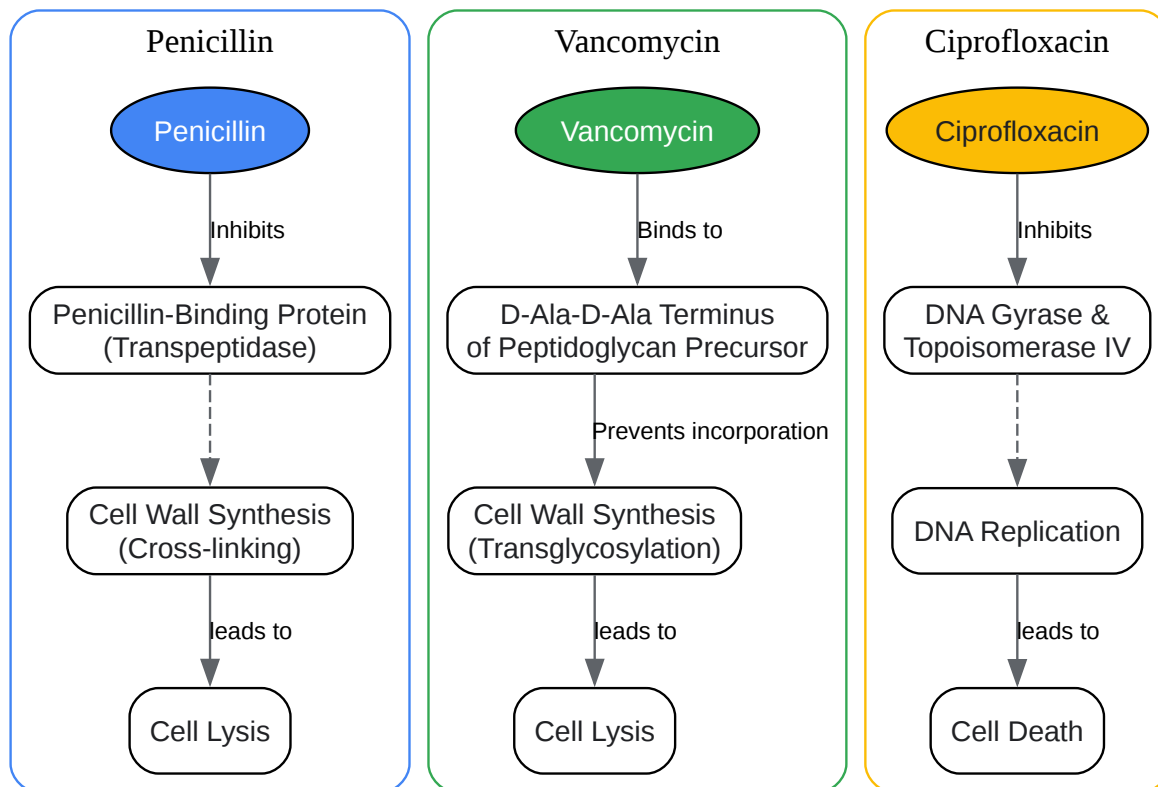 Penicillin
Penicillin
Inhibits
Penicillin-Binding Protein
(Transpeptidase)
Cell Wall Synthesis
(Cross-linking)
leads to
Cell Lysis
Vancomycin
Vancomycin
Binds to
D-Ala-D-Ala Terminus
of Peptidoglycan Precursor
Prevents incorporation
Cell Wall Synthesis
(Transglycosylation)
leads to
Cell Lysis
Ciprofloxacin
Ciprofloxacin
Inhibits
DNA Gyrase &
Topoisomerase IV
DNA Replication
leads to
Cell Death